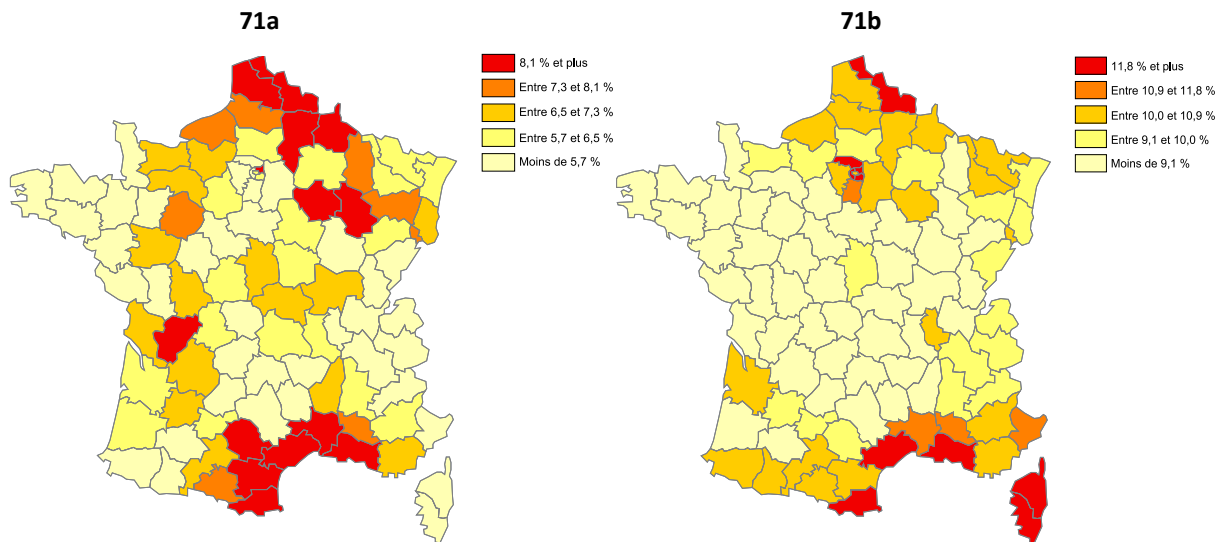 71a
8,1 % et plus
Entre 7,3 et 8,1 %
Entre 6,5 et 7,3 %
Entre 5,7 et 6,5 %
Moins de 5,7 %
71b
11,8 % et plus
Entre 10,9 et 11,8 %
Entre 10,0 et 10,9 %
Entre 9,1 et 10,0 %
Moins de 9,1 %